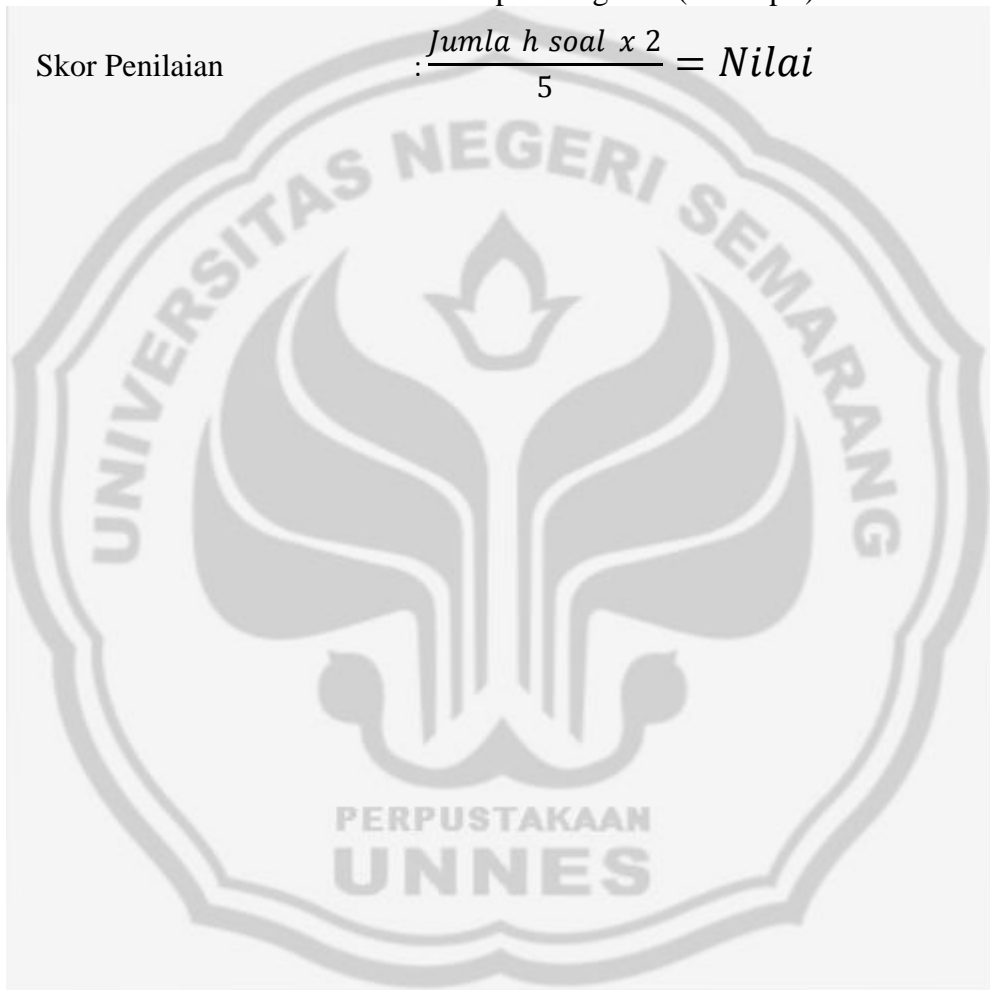 Skor Penilaian : Jumla h soal x 2 / 5 = Nilai
UNIVERSITAS NEGERI SEMARANG
PERPUSTAKAAN
UNNES